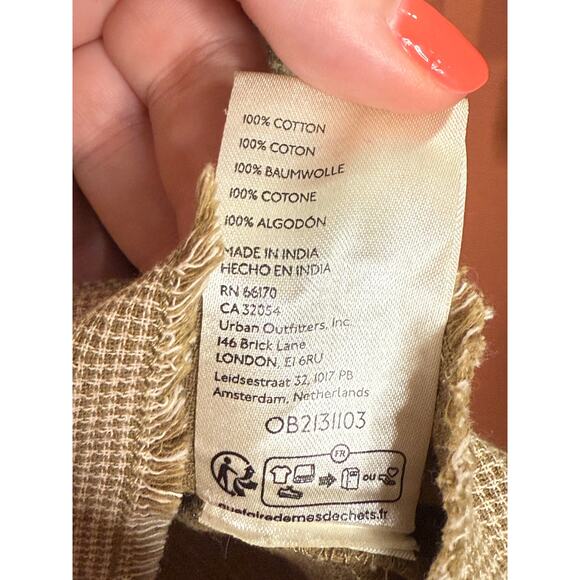 100% COTTON
100% COTON
100% BAUMWOLLE
100% COTONE
100% ALGODÓN
MADE IN INDIA
HECHO EN INDIA
RN 66170
CA 32054
Urban Outfitters, Inc.
146 Brick Lane
LONDON, E1 6RU
Leidsestraat 32, 1017 PB
Amsterdam, Netherlands
OB2131103
FR
OU
quefairedemesdechets.fr